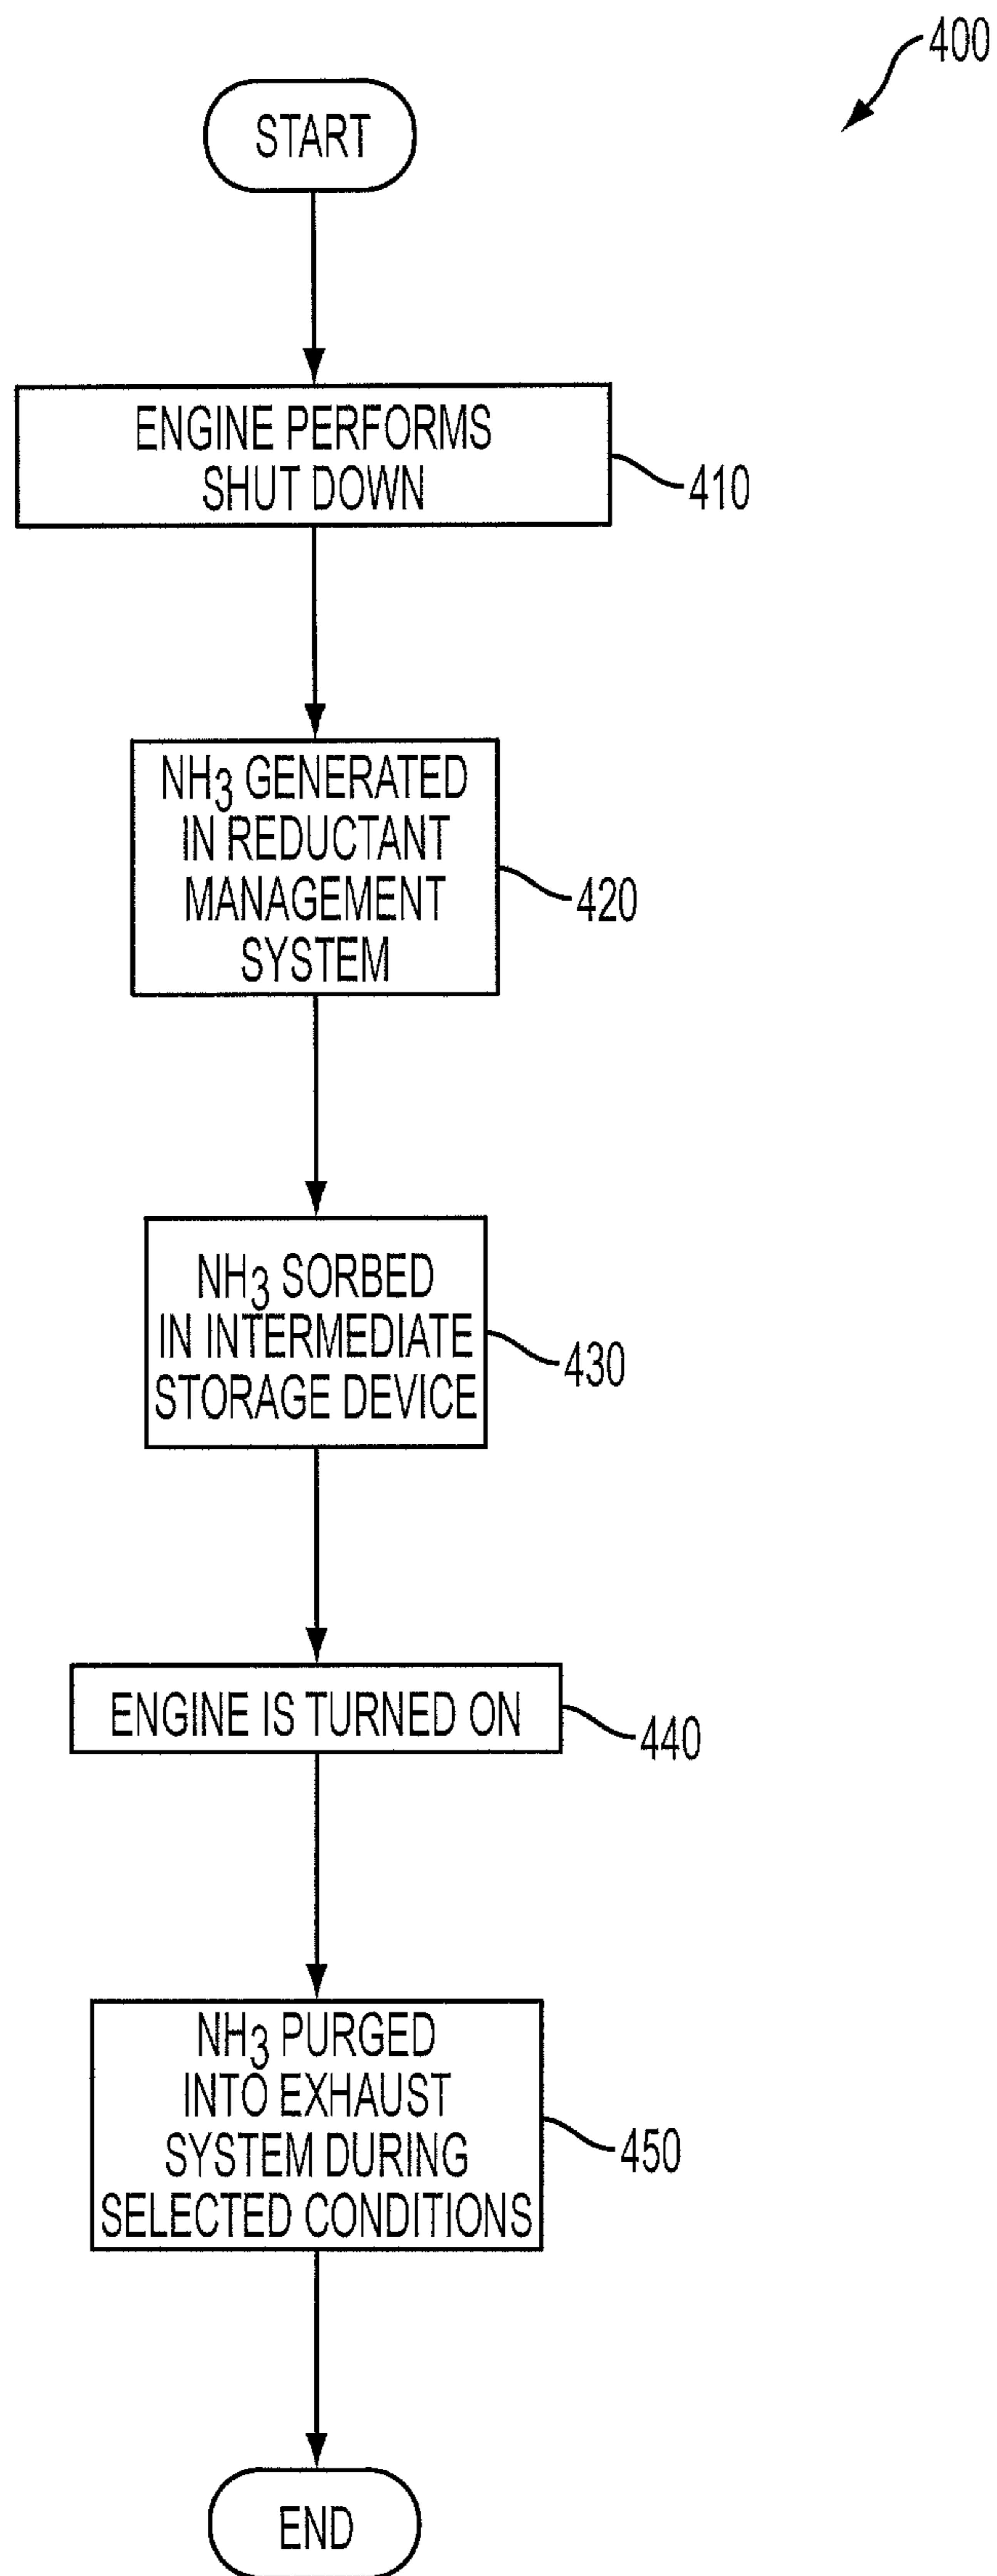 400
START
ENGINE PERFORMS
SHUT DOWN
410
NH3 GENERATED
IN REDUCTANT
MANAGEMENT
SYSTEM
420
NH3 SORBED
IN INTERMEDIATE
STORAGE DEVICE
430
ENGINE IS TURNED ON
440
NH3 PURGED
INTO EXHAUST
SYSTEM DURING
SELECTED CONDITIONS
450
END